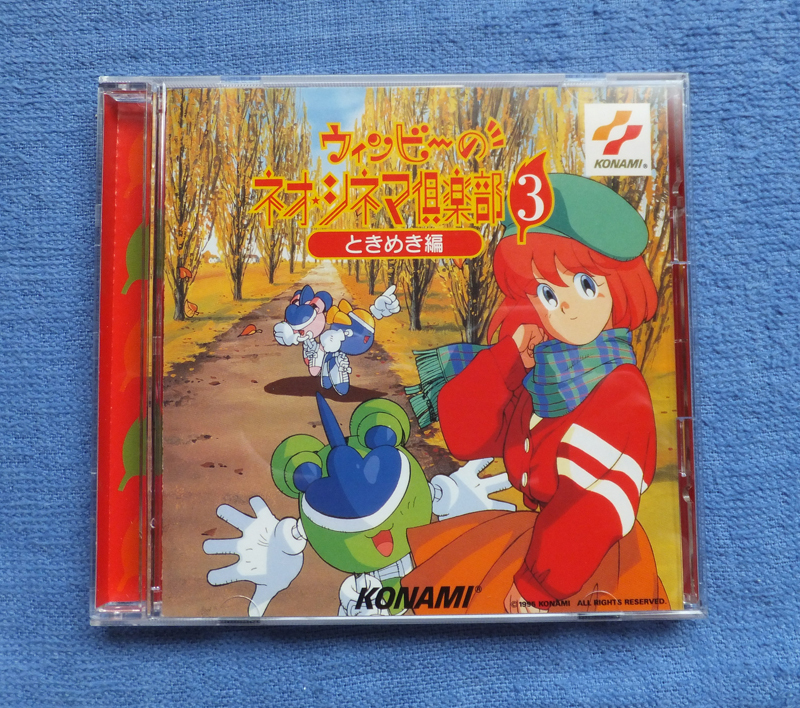 ウィンビーの
ネオ★シネマ倶楽部 3
ときめき編
KONAMI®
KONAMI®
©1995 KONAMI ALL RIGHTS RESERVED.